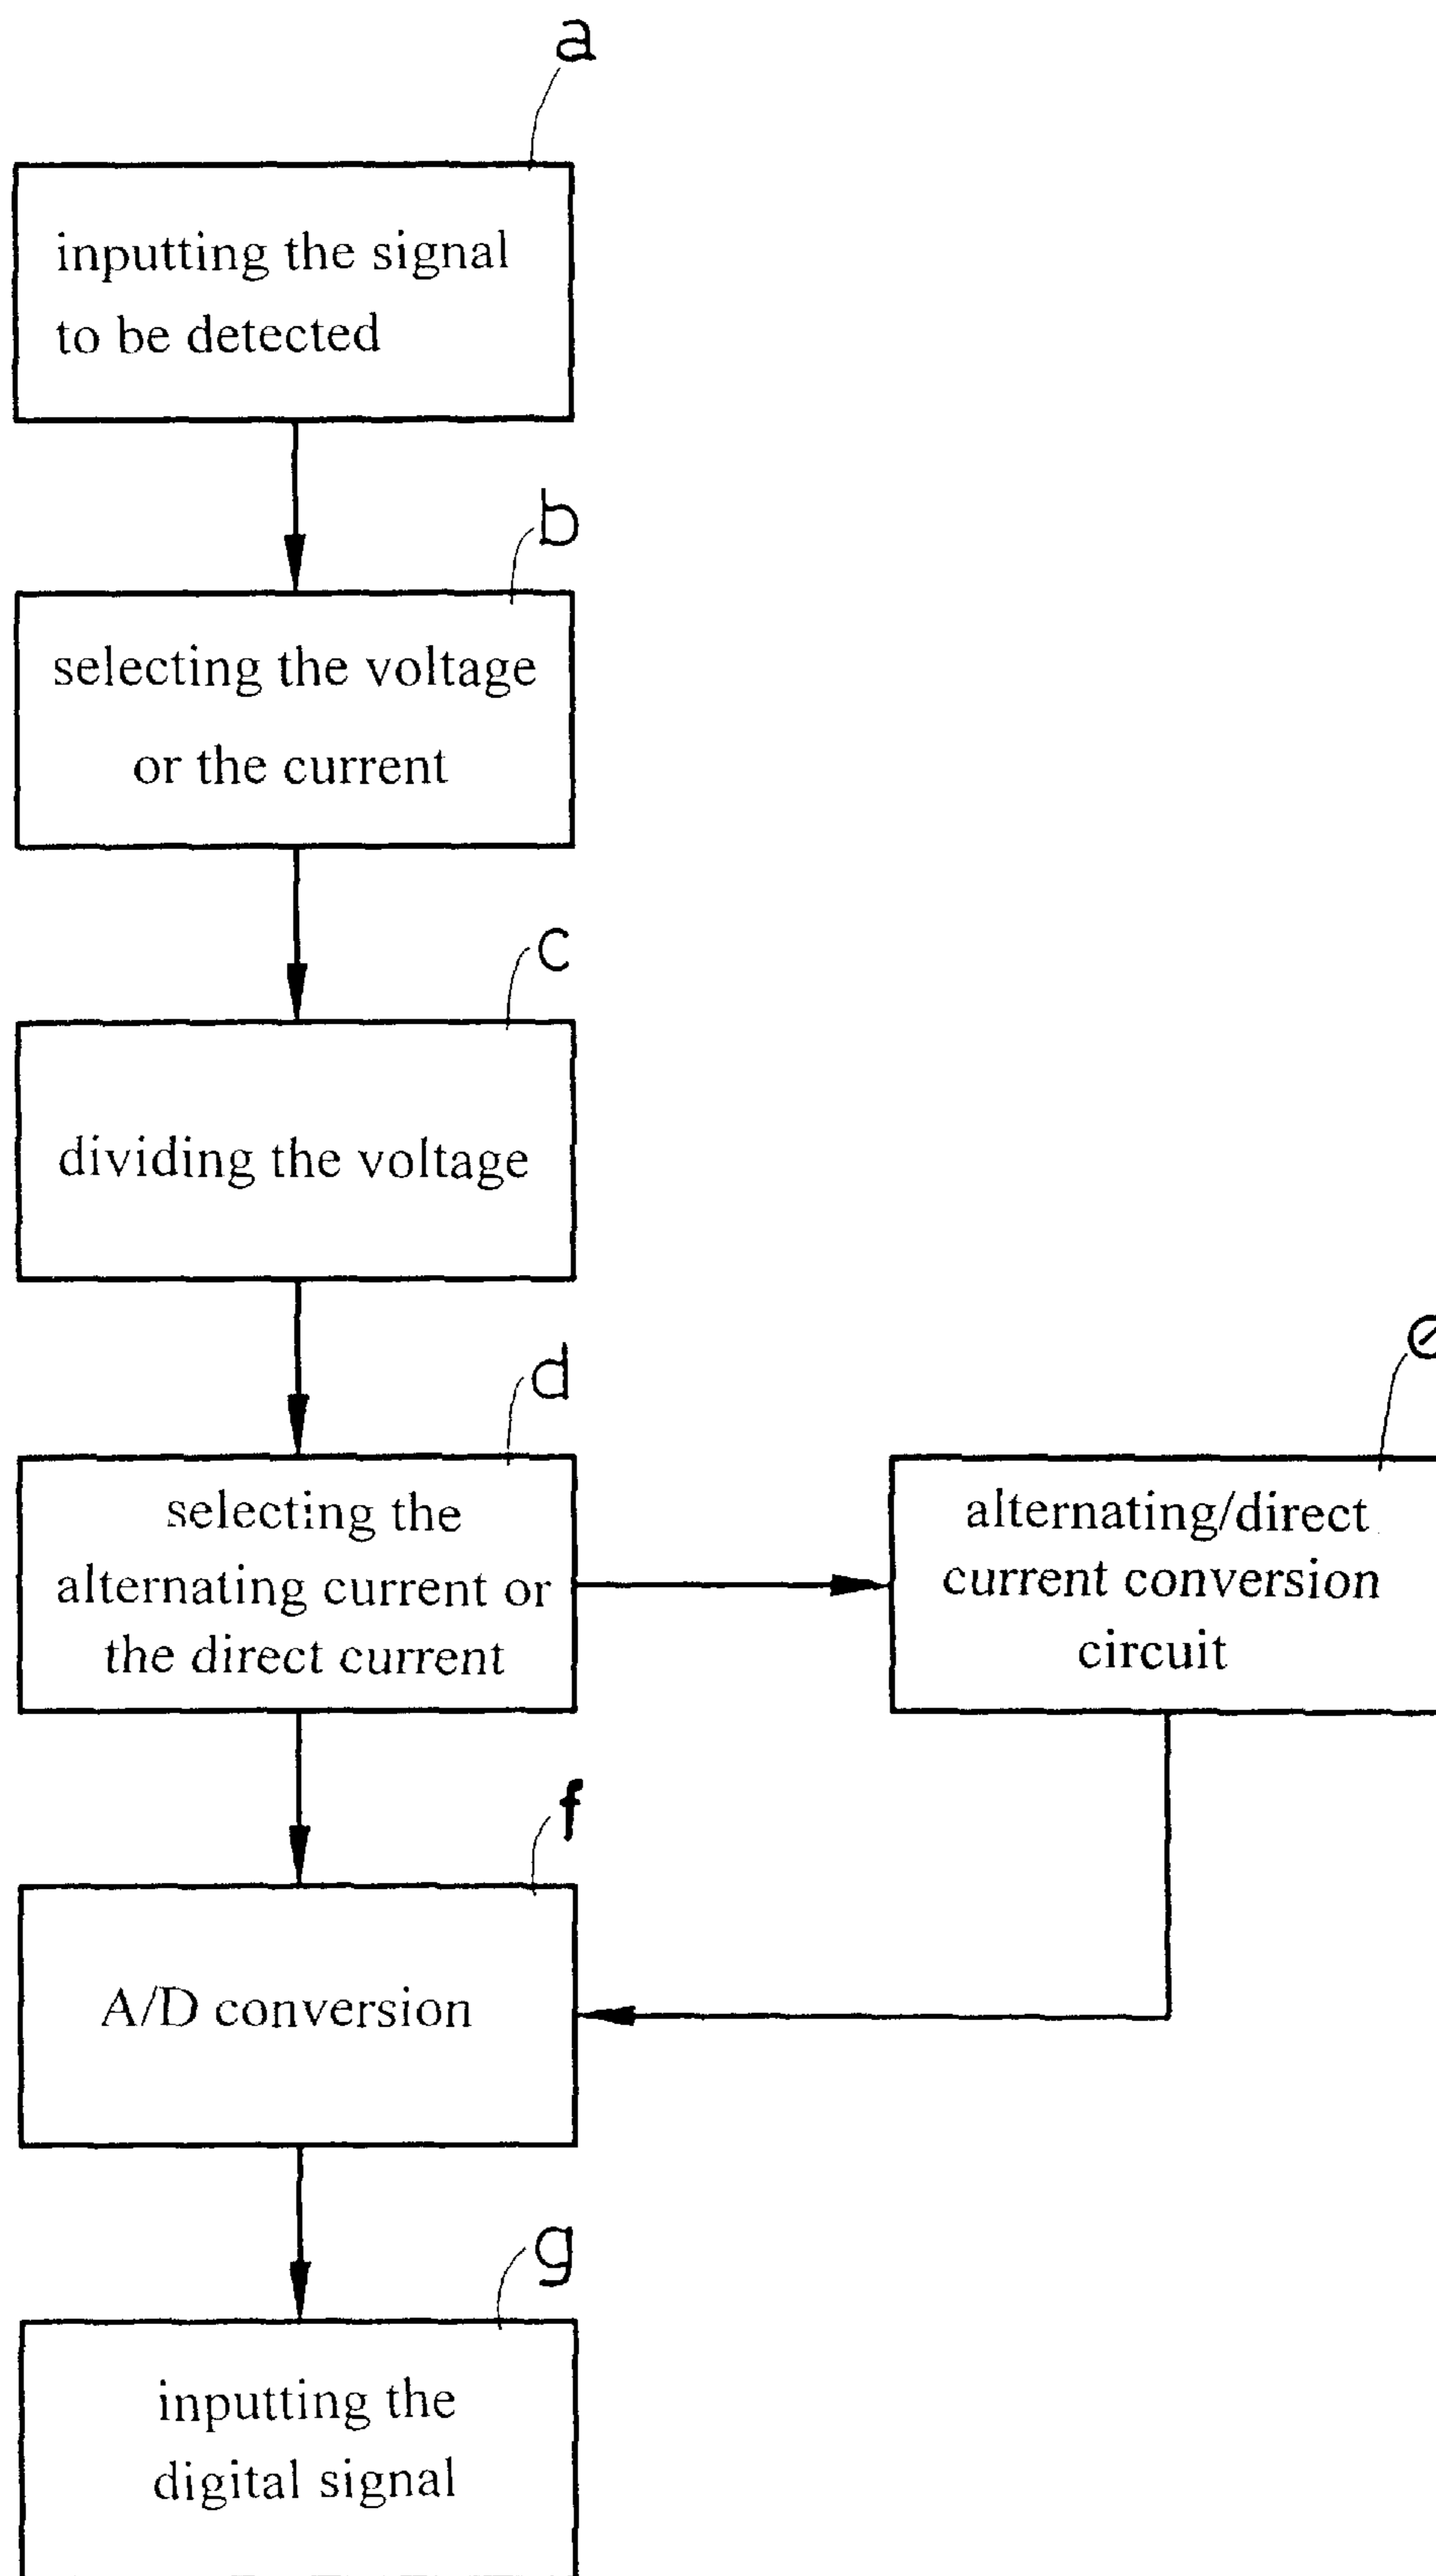 a
inputting the signal
to be detected
b
selecting the voltage
or the current
c
dividing the voltage
d
selecting the
alternating current or
the direct current
alternating/direct
current conversion
circuit
f
A/D conversion
g
inputting the
digital signal